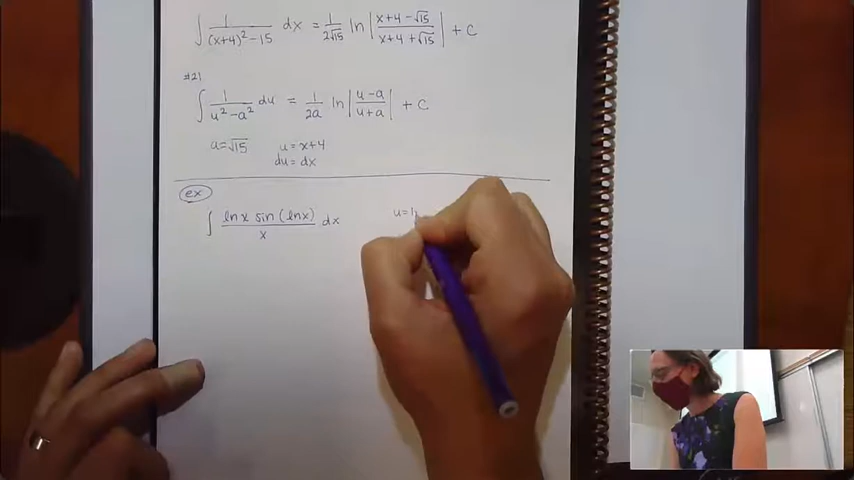 ∫ 1/((x+4)² - 15) dx = 1/(2√15) ln |(x+4-√15)/(x+4+√15)| + C
#21
∫ 1/(u² - a²) du = 1/(2a) ln |(u-a)/(u+a)| + C
a=√15 u = x+4
du = dx
ex
∫ (ln x sin (ln x))/x dx u = l